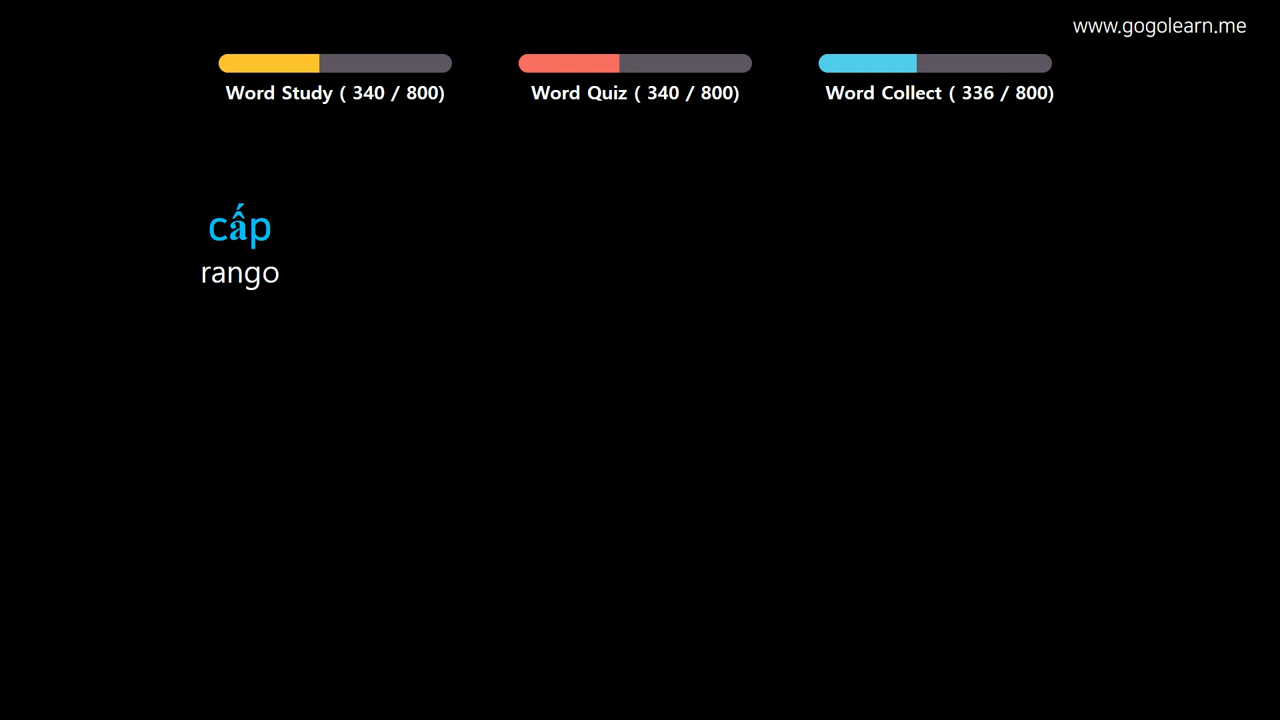 www.gogolearn.me
Word Study ( 340 / 800)
Word Quiz ( 340 / 800)
Word Collect ( 336 / 800)
cấp
rango